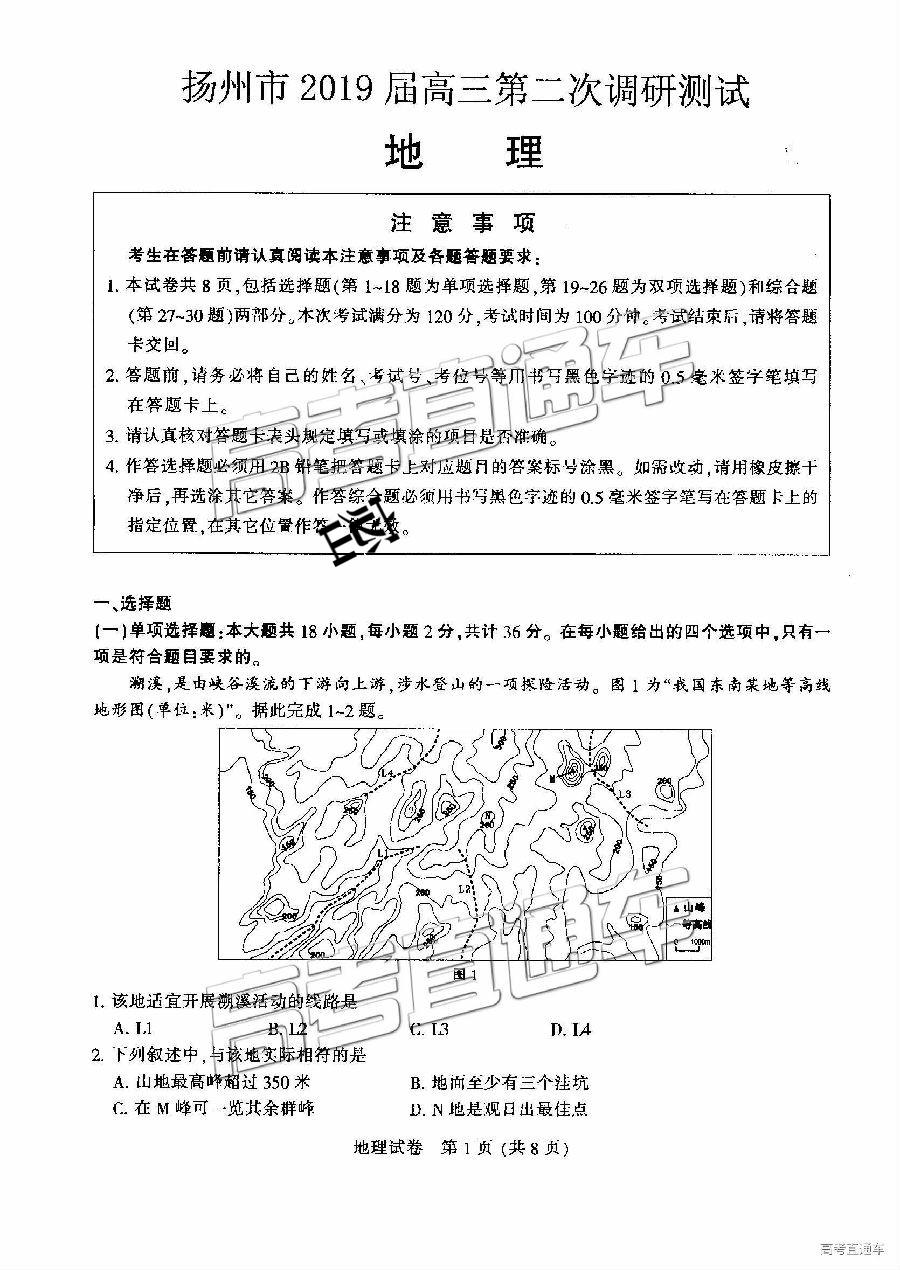 扬州市 2019 届高三第二次调研测试
地 理
注 意 事 项
考生在答题前请认真阅读本注意事项及各题答题要求:
1. 本试卷共 8 页,包括选择题(第 1~18 题为单项选择题,第 19~26 题为双项选择题)和综合题
(第 27~30 题)两部分。本次考试满分为 120 分,考试时间为 100 分钟。考试结束后,请将答题
卡交回。
2. 答题前,请务必将自己的姓名、考试号、考位号等用书写黑色字迹的 0.5 毫米签字笔填写
在答题卡上。
3. 请认真核对答题卡表头规定填写或填涂的项目是否准确。
4. 作答选择题必须用 2B 铅笔把答题卡上对应题目的答案标号涂黑。如需改动,请用橡皮擦干
净后,再选涂其它答案。作答综合题必须用书写黑色字迹的 0.5 毫米签字笔写在答题卡上的
指定位置,在其它位置作答一律无效。
一、选择题
(一)单项选择题:本大题共 18 小题,每小题 2 分,共计 36 分。在每小题给出的四个选项中,只有一
项是符合题目要求的。
溯溪,是由峡谷溪流的下游向上游,涉水登山的一项探险活动。图 1 为“我国东南某地等高线
地形图(单位:米)”。据此完成 1~2 题。
L4
M
L3
200
N
200
L
L2
200
200
▲ 山峰
等高线
0 1000m
图 1
1. 该地适宜开展溯溪活动的线路是
A. L1 B. L2 C. L3 D. L4
2. 下列叙述中,与该地实际相符的是
A. 山地最高峰超过 350 米 B. 地面至少有三个洼坑
C. 在 M 峰可一览其余群峰 D. N 地是观日出最佳点
地理试卷 第 1 页 (共 8 页)
高考直通车
高考直通车
高考直通车